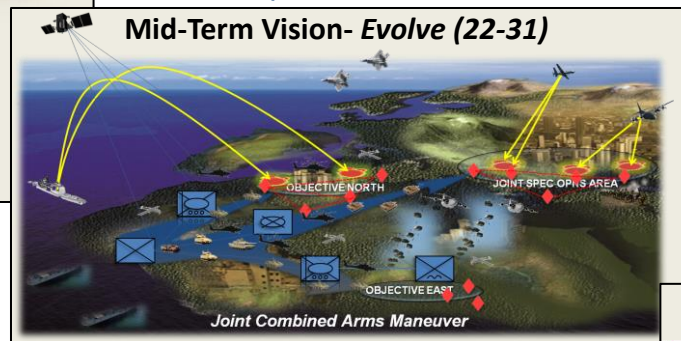 Mid-Term Vision- Evolve (22-31)
OBJECTIVE NORTH
JOINT SPEC OPNS AREA
OBJECTIVE EAST
Joint Combined Arms Maneuver